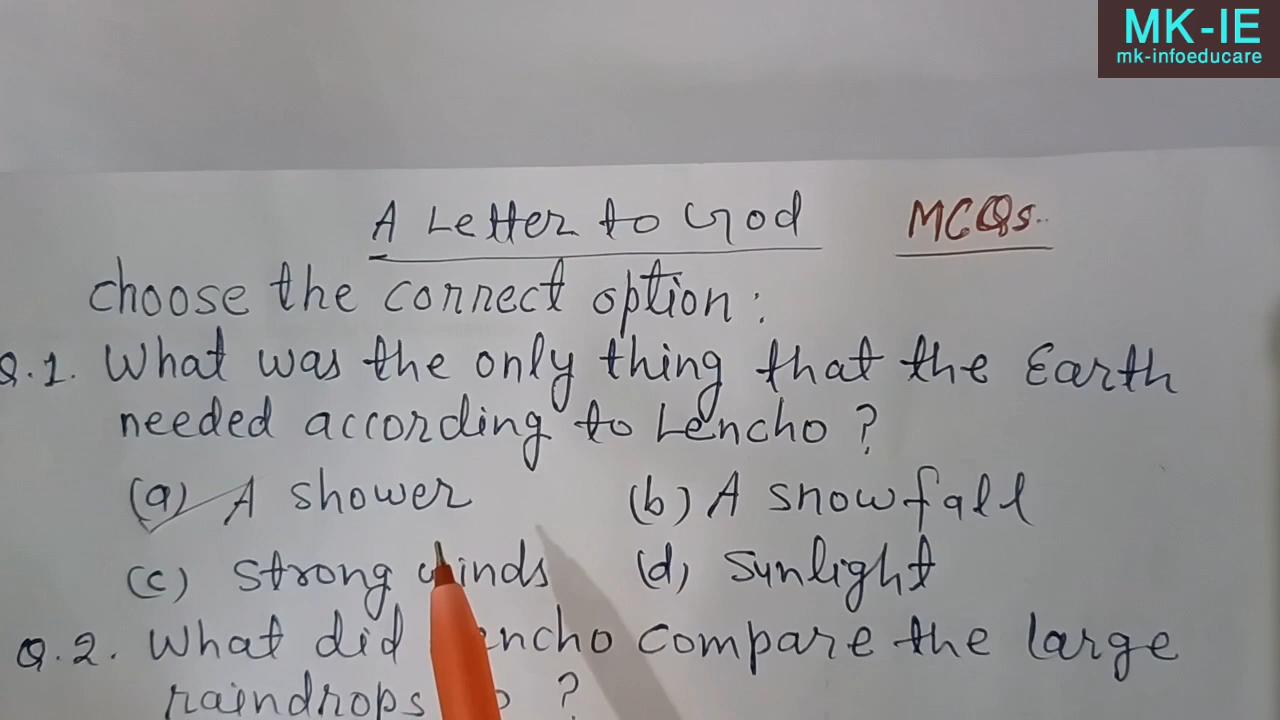 MK-IE
mk-infoeducare
A Letter to God MCQs..
choose the correct option :
Q.1. What was the only thing that the Earth
needed according to Lencho ?
(a) A shower (b) A snowfall
(c) strong winds (d) Sunlight
Q.2. What did Lencho compare the large
raindrops ?